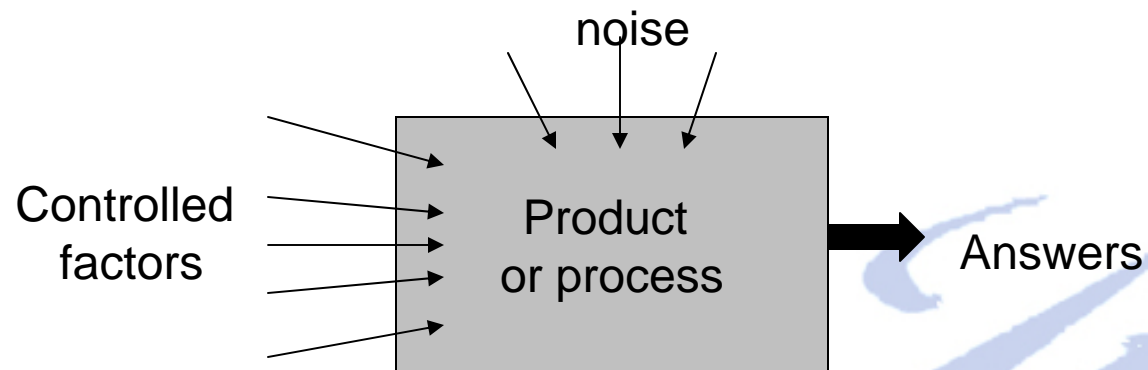 noise
Controlled
factors
Product
or process
Answers